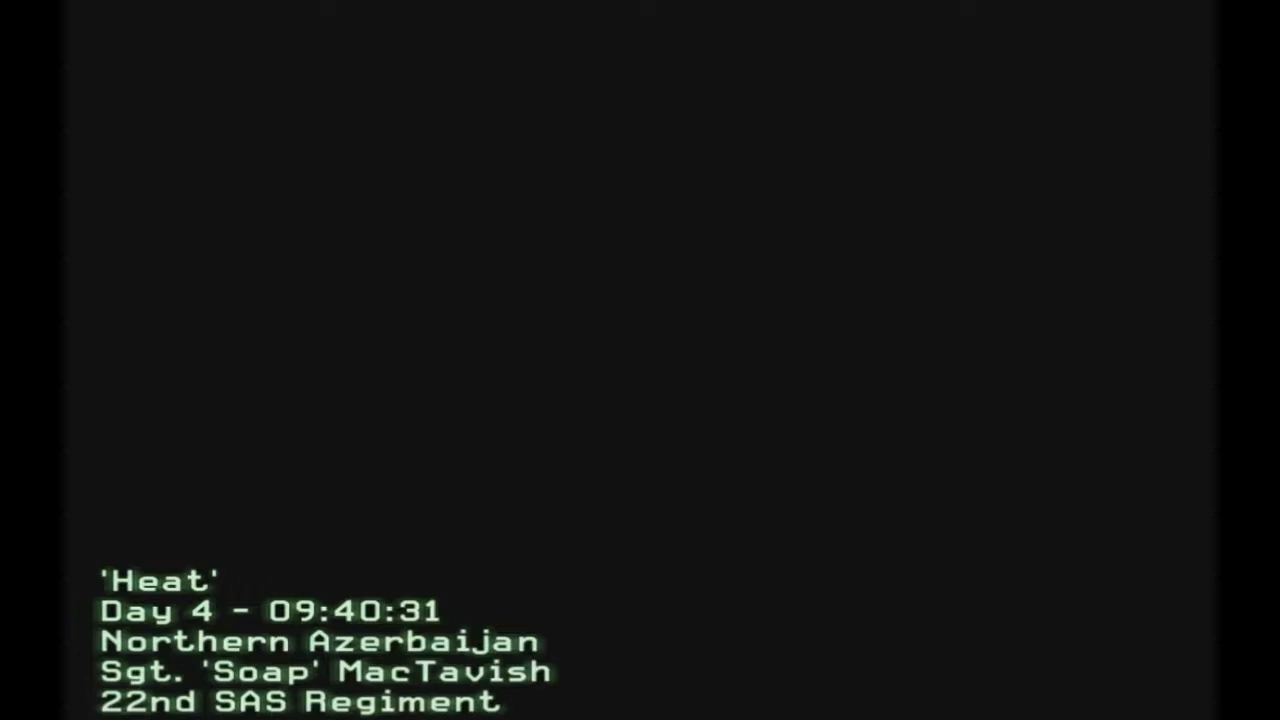 'Heat'
Day 4 - 09:40:31
Northern Azerbaijan
Sgt. 'Soap' MacTavish
22nd SAS Regiment